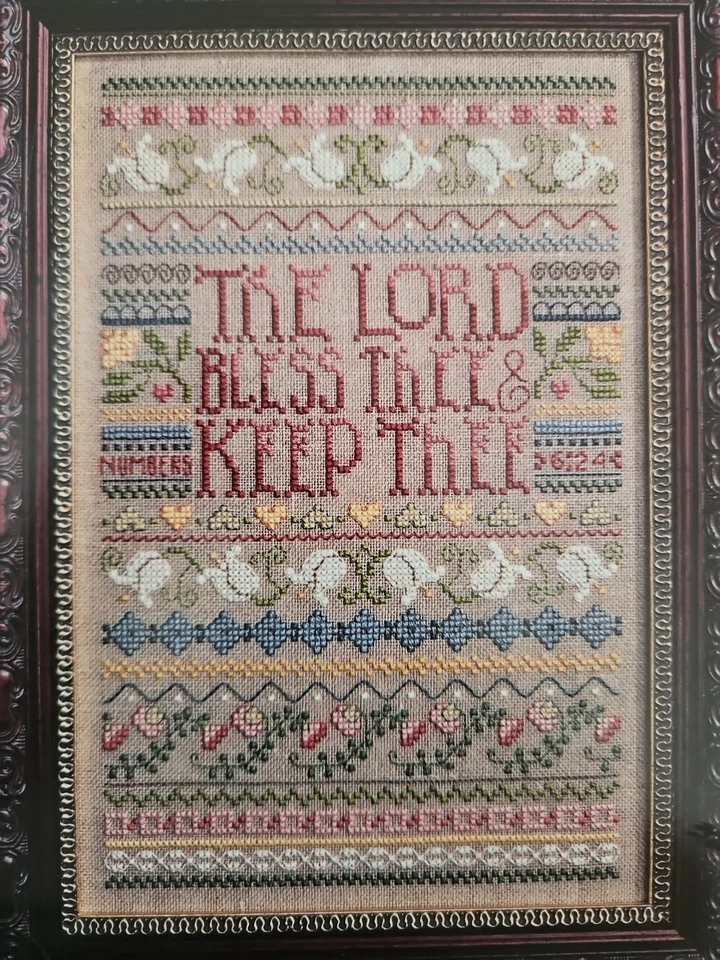 THE LORD
BLESS THEE &
KEEP THEE
NUMBERS 6:24